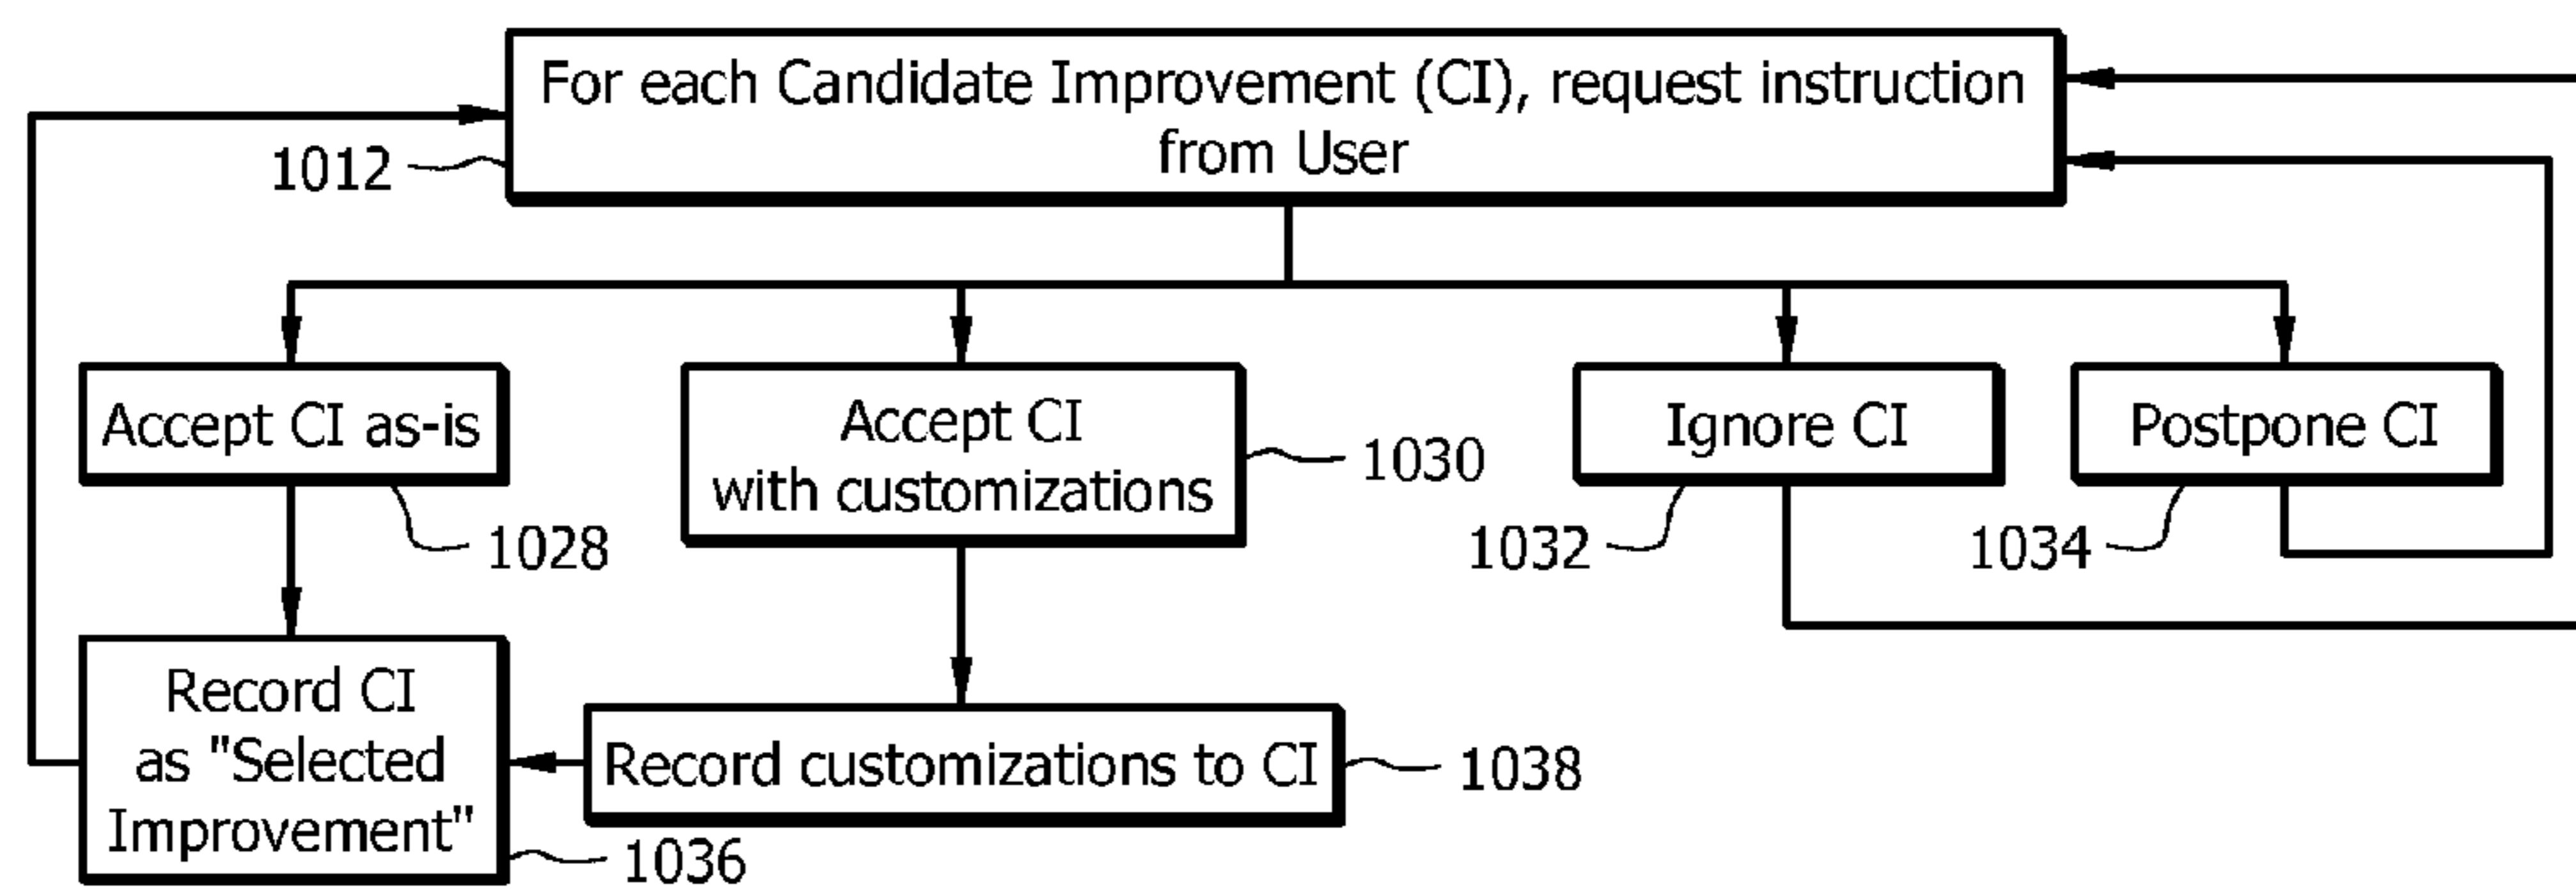 For each Candidate Improvement (CI), request instruction
from User
1012
Accept CI as-is
1028
Accept CI
with customizations
1030
Ignore CI
1032
Postpone CI
1034
Record CI
as "Selected
Improvement"
1036
Record customizations to CI
1038